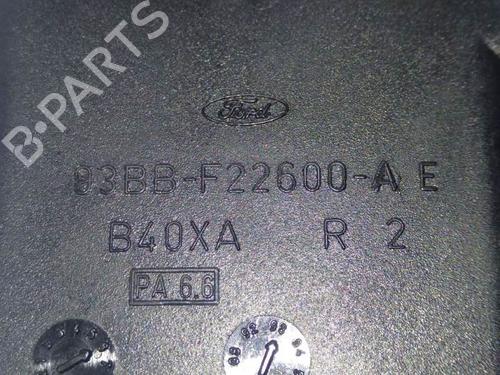 B-PARTS
Ford
93BB-F22600-A E
B40XA R 2
PA 6.6